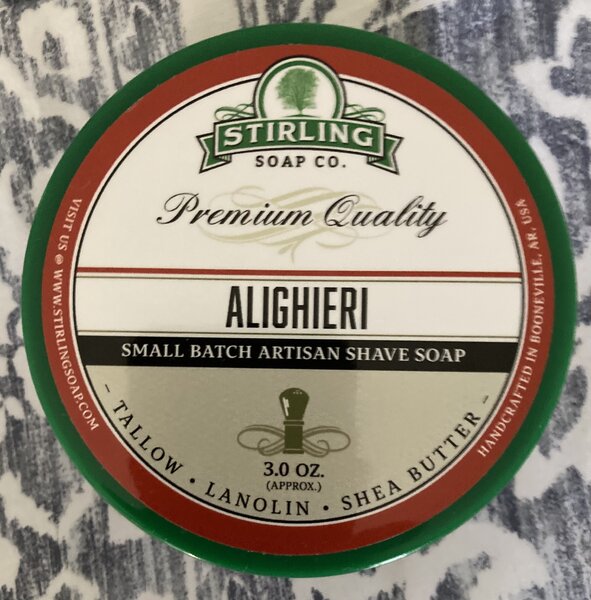 STIRLING
SOAP CO.
Premium Quality
ALIGHIERI
SMALL BATCH ARTISAN SHAVE SOAP
3.0 OZ.
(APPROX.)
- TALLOW • LANOLIN • SHEA BUTTER -
VISIT US @ WWW.STIRLINGSOAP.COM
HANDCRAFTED IN BOONEVILLE, AR, USA